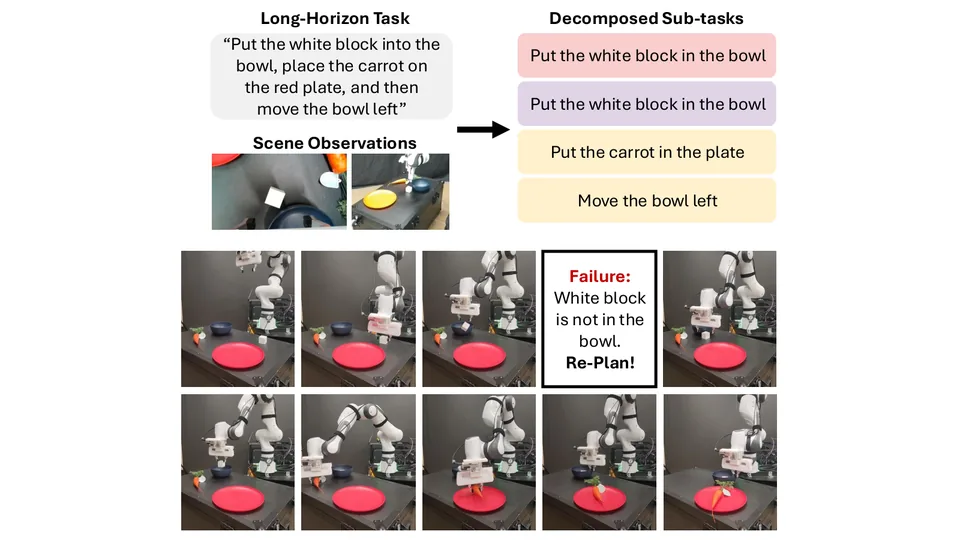 Long-Horizon Task
“Put the white block into the
bowl, place the carrot on
the red plate, and then
move the bowl left”
Scene Observations
Decomposed Sub-tasks
Put the white block in the bowl
Put the white block in the bowl
Put the carrot in the plate
Move the bowl left
Failure:
White block
is not in the
bowl.
Re-Plan!